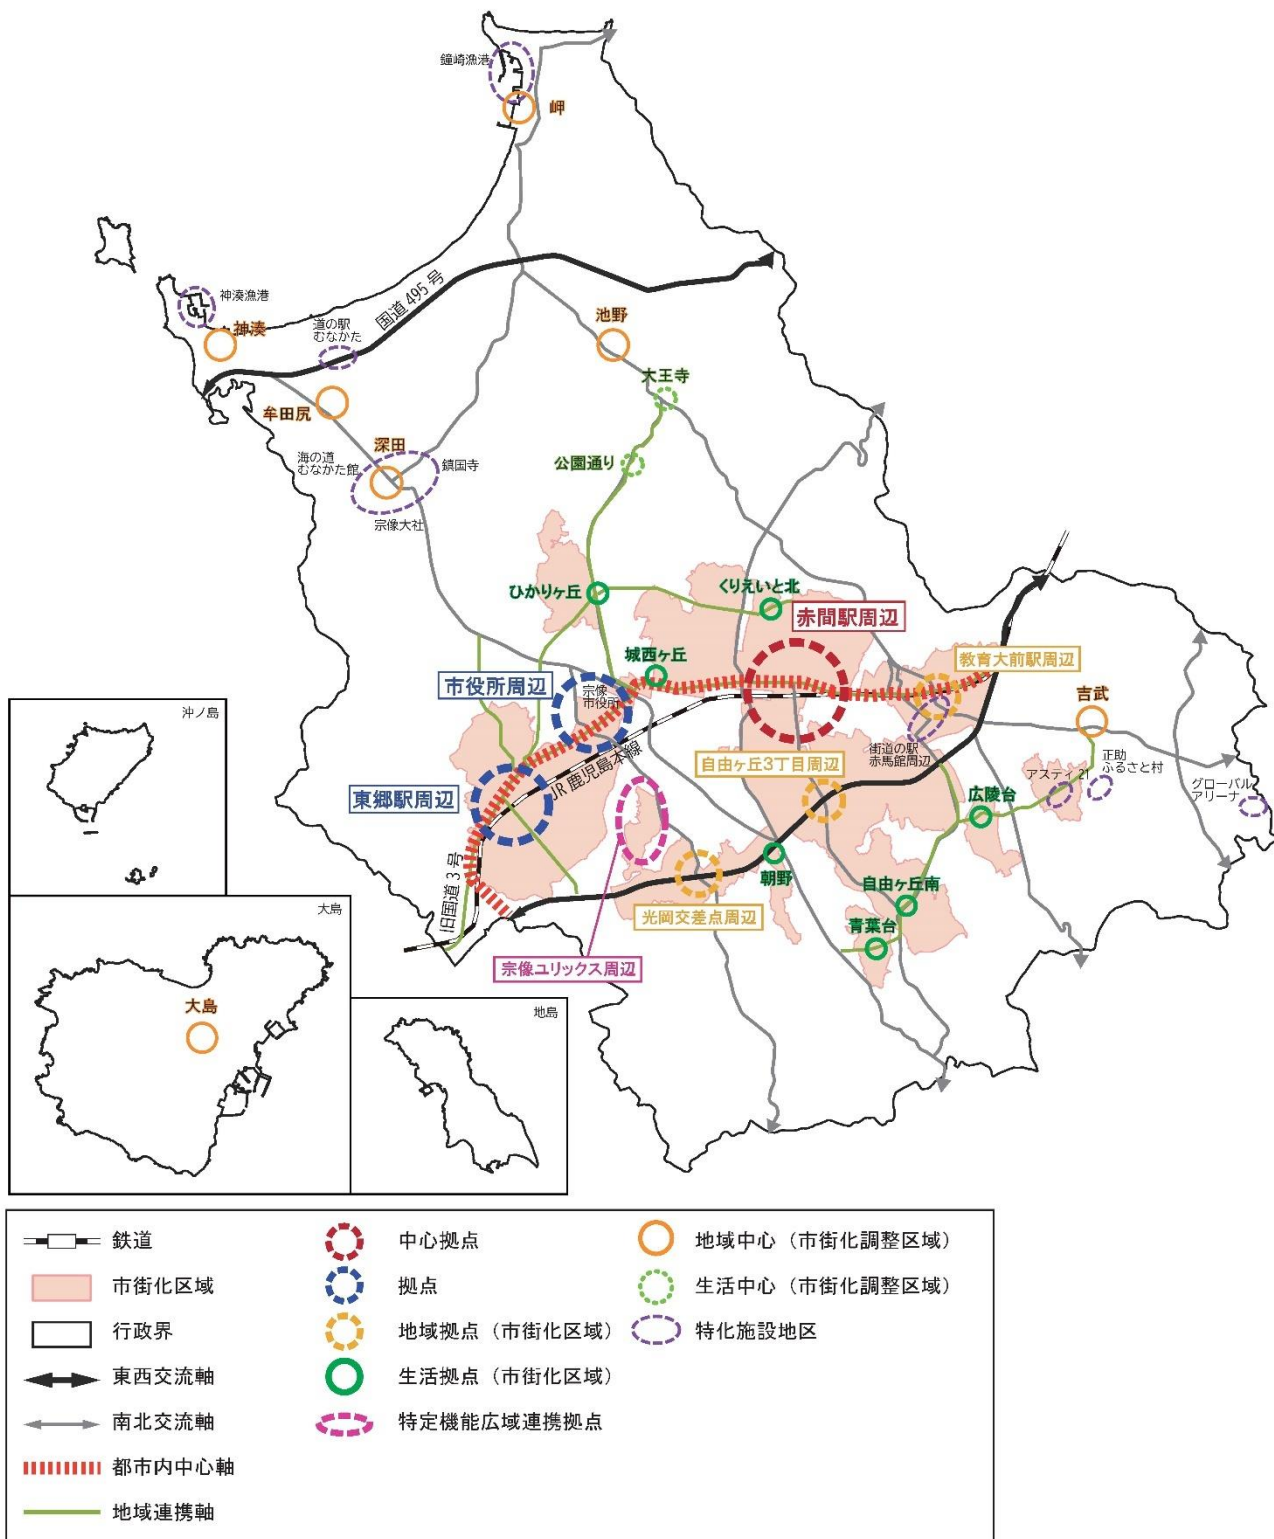 鐘崎漁港
岬
神湊漁港
神湊
道の駅
むなかた
国道 495 号
池野
大王寺
牟田尻
深田
海の道
むなかた館
鎮国寺
宗像大社
公園通り
ひかりヶ丘
くりえいと北
赤間駅周辺
城西ヶ丘
教育大前駅周辺
市役所周辺
宗像
市役所
吉武
JR 鹿児島本線
街道の駅
赤馬館周辺
自由ヶ丘3丁目周辺
正助
ふるさと村
アスティ 21
グローバル
アリーナ
東郷駅周辺
広陵台
旧国道 3 号
朝野
自由ヶ丘南
光岡交差点周辺
青葉台
宗像ユリックス周辺
沖ノ島
大島
大島
地島
鉄道
市街化区域
行政界
東西交流軸
南北交流軸
都市内中心軸
地域連携軸
中心拠点
拠点
地域拠点（市街化区域）
生活拠点（市街化区域）
特定機能広域連携拠点
地域中心（市街化調整区域）
生活中心（市街化調整区域）
特化施設地区